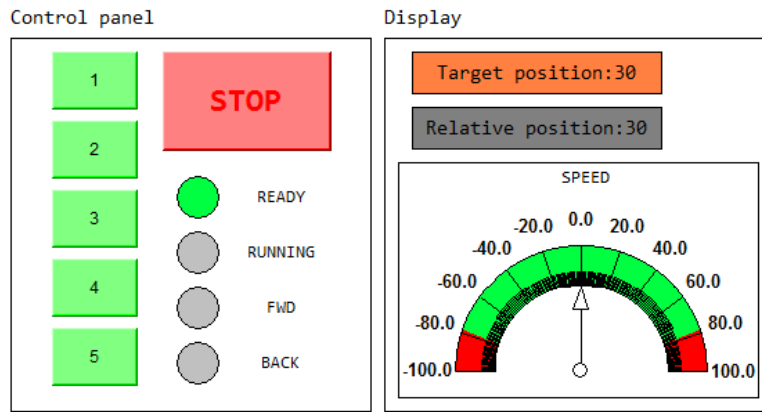 Control panel
1
2
3
4
5
STOP
READY
RUNNING
FWD
BACK
Display
Target position:30
Relative position:30
SPEED
-100.0
-80.0
-60.0
-40.0
-20.0
0.0
20.0
40.0
60.0
80.0
100.0